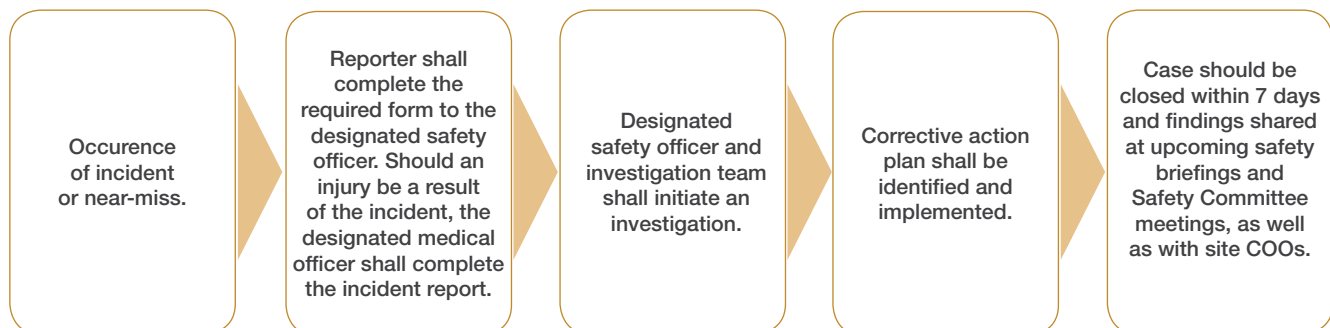 Occurence
of incident
or near-miss.
Reporter shall
complete the
required form to the
designated safety
officer. Should an
injury be a result
of the incident, the
designated medical
officer shall complete
the incident report.
Designated
safety officer and
investigation team
shall initiate an
investigation.
Corrective action
plan shall be
identified and
implemented.
Case should be
closed within 7 days
and findings shared
at upcoming safety
briefings and
Safety Committee
meetings, as well
as with site COOs.